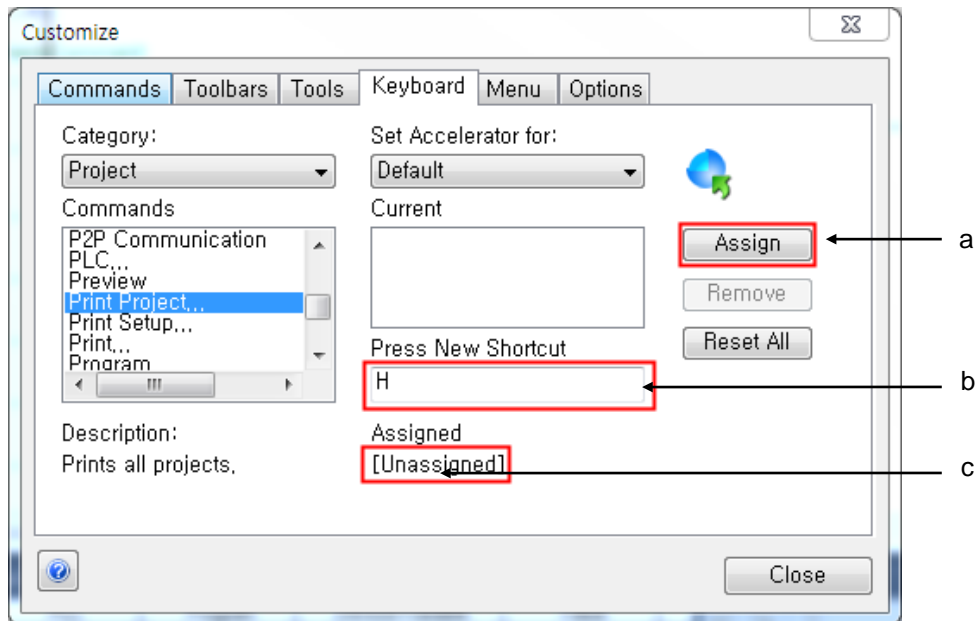 Customize
Commands Toolbars Tools Keyboard Menu Options
Category:
Project
Commands
P2P Communication
PLC...
Preview
Print Project...
Print Setup...
Print...
Program
Set Accelerator for:
Default
Current
Press New Shortcut
H
Assign
Remove
Reset All
a
b
Description:
Prints all projects.
Assigned
[Unassigned]
c
Close